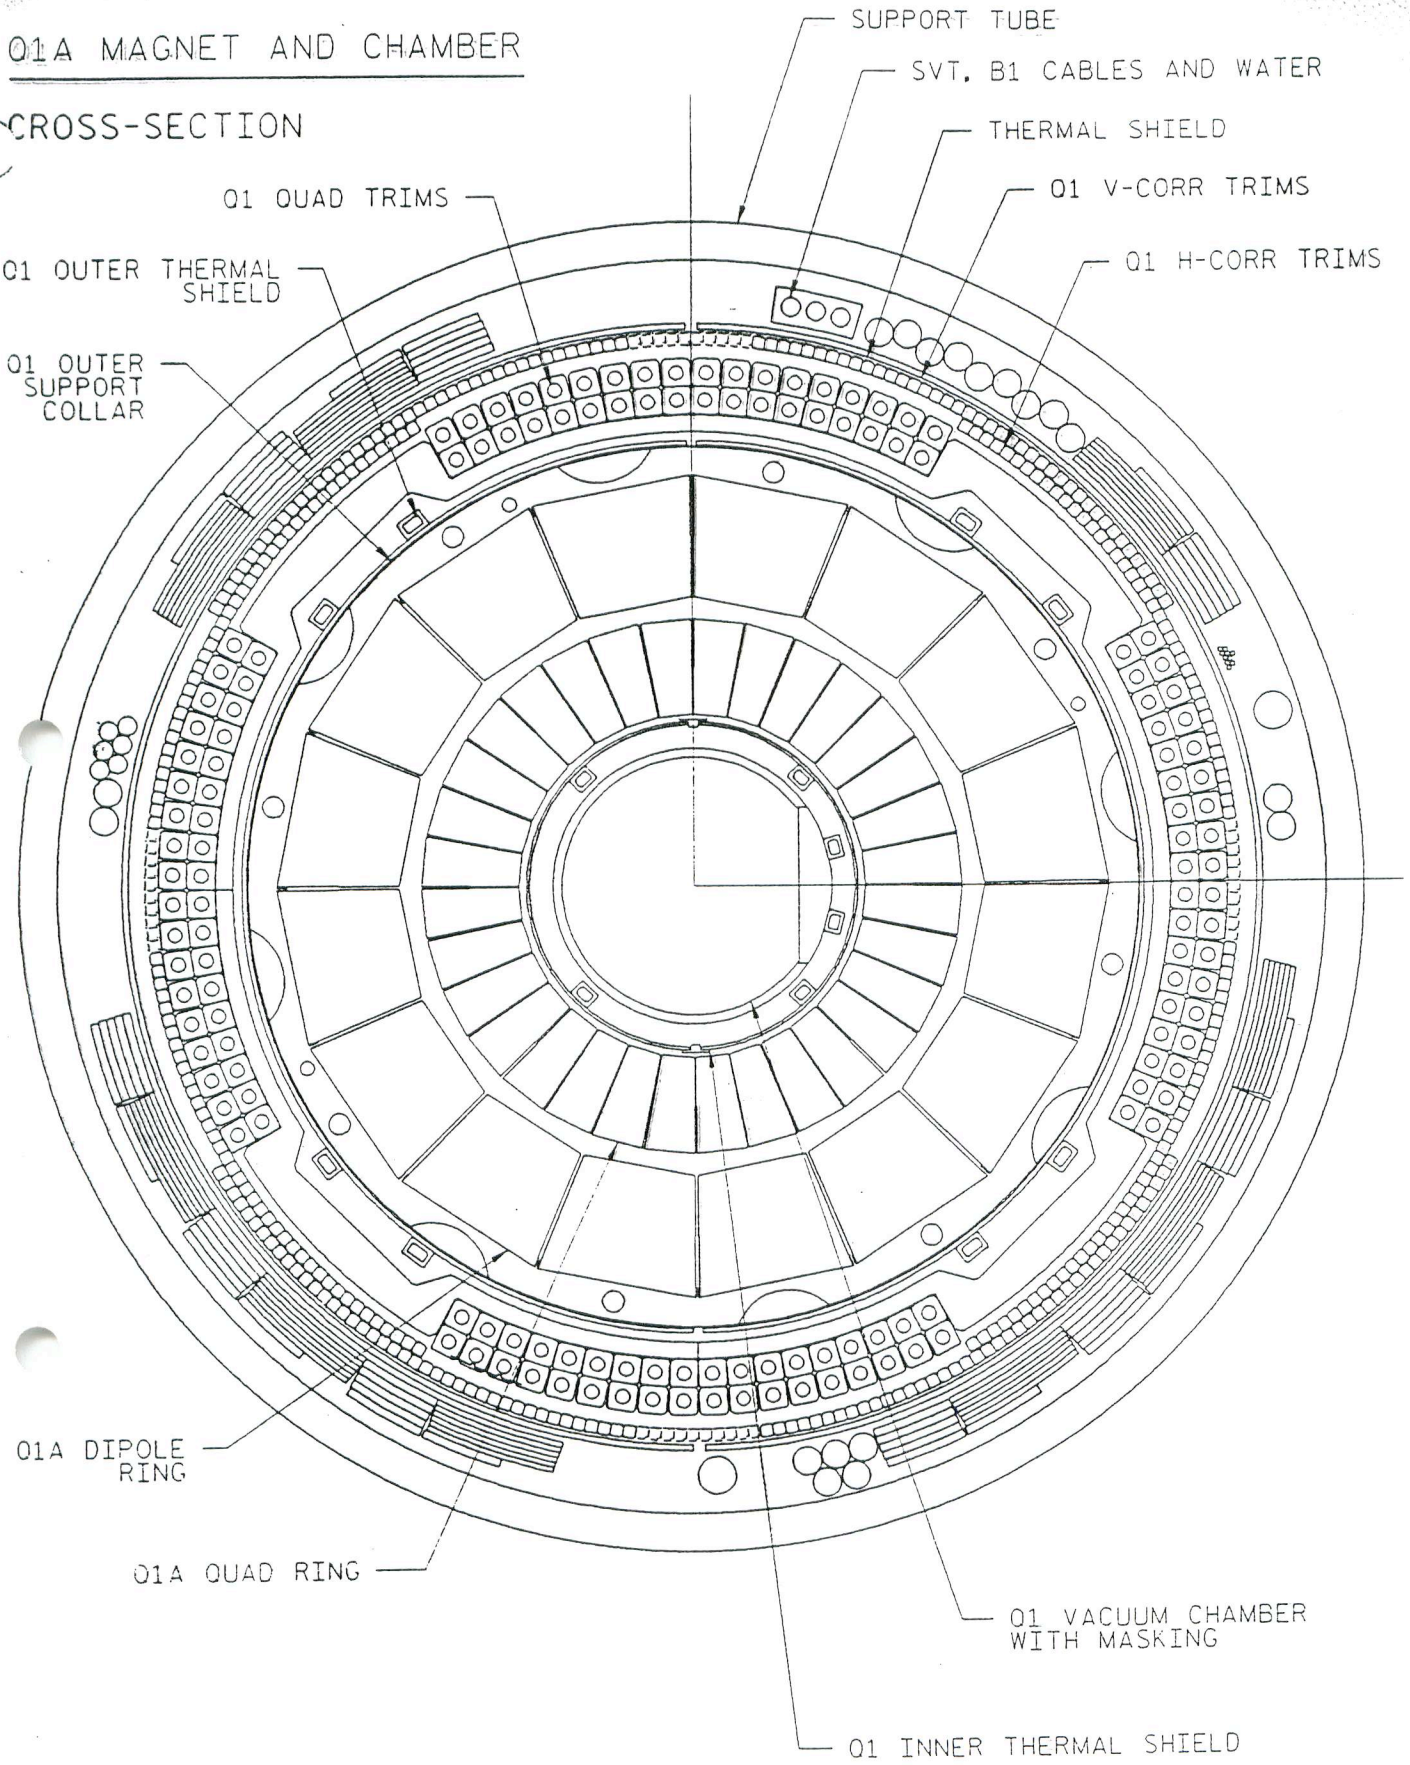 Q1A MAGNET AND CHAMBER
CROSS-SECTION
SUPPORT TUBE
SVT, B1 CABLES AND WATER
THERMAL SHIELD
Q1 V-CORR TRIMS
Q1 H-CORR TRIMS
Q1 QUAD TRIMS
Q1 OUTER THERMAL
SHIELD
Q1 OUTER
SUPPORT
COLLAR
Q1A DIPOLE
RING
Q1A QUAD RING
Q1 VACUUM CHAMBER
WITH MASKING
Q1 INNER THERMAL SHIELD